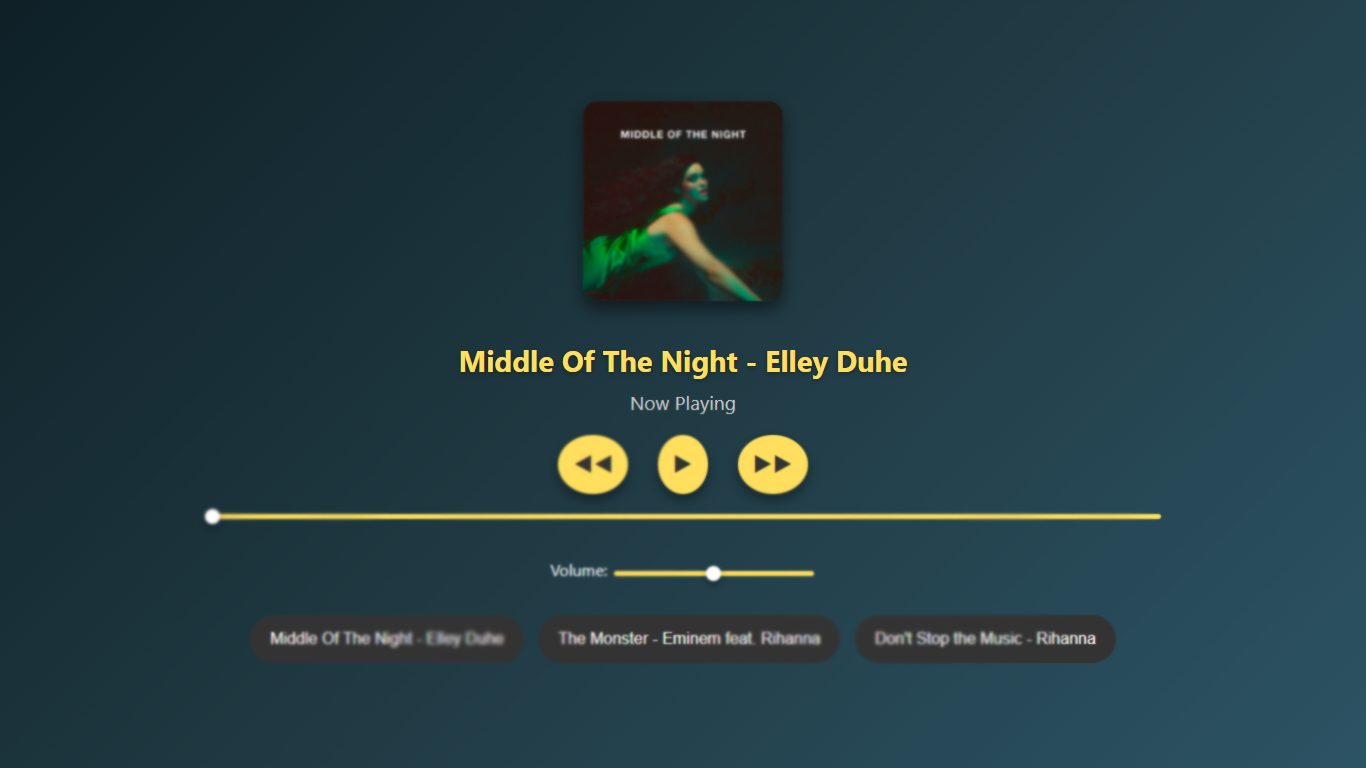 MIDDLE OF THE NIGHT
Middle Of The Night - Elley Duhe
Now Playing
Volume:
Middle Of The Night - Elley Duhe
The Monster - Eminem feat. Rihanna
Don't Stop the Music - Rihanna